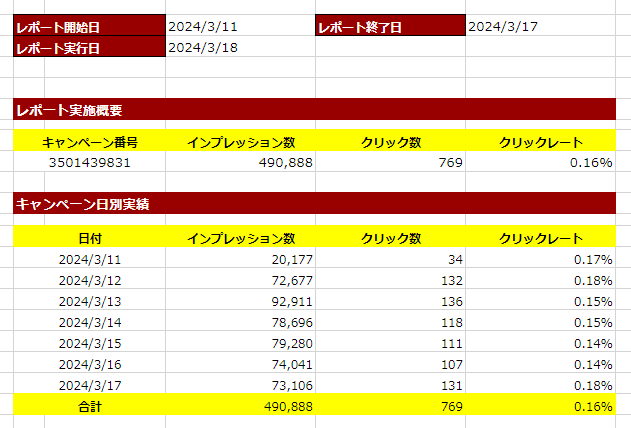 レポート開始日 2024/3/11 レポート終了日 2024/3/17
レポート実行日 2024/3/18
レポート実施概要
キャンペーン番号 インプレッション数 クリック数 クリックレート
3501439831 490,888 769 0.16%
キャンペーン日別実績
日付 インプレッション数 クリック数 クリックレート
2024/3/11 20,177 34 0.17%
2024/3/12 72,677 132 0.18%
2024/3/13 92,911 136 0.15%
2024/3/14 78,696 118 0.15%
2024/3/15 79,280 111 0.14%
2024/3/16 74,041 107 0.14%
2024/3/17 73,106 131 0.18%
合計 490,888 769 0.16%